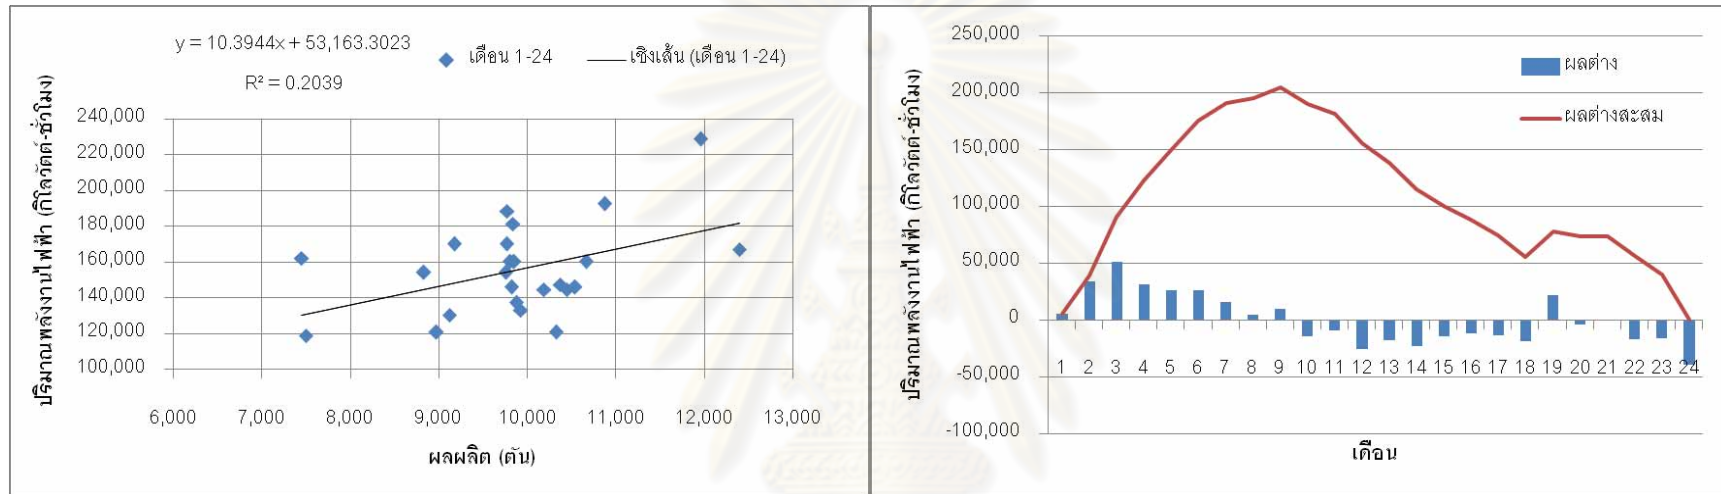 y = 10.3944x + 53,163.3023
R² = 0.2039
เดือน 1-24
เชิงเส้น (เดือน 1-24)
ปริมาณพลังงานไฟฟ้า (กิโลวัตต์-ชั่วโมง)
240,000
220,000
200,000
180,000
160,000
140,000
120,000
100,000
6,000 7,000 8,000 9,000 10,000 11,000 12,000 13,000
ผลผลิต (ตัน)
ปริมาณพลังงานไฟฟ้า (กิโลวัตต์-ชั่วโมง)
250,000
200,000
150,000
100,000
50,000
0
-50,000
-100,000
ผลต่าง
ผลต่างสะสม
1 2 3 4 5 6 7 8 9 10 11 12 13 14 15 16 17 18 19 20 21 22 23 24
เดือน